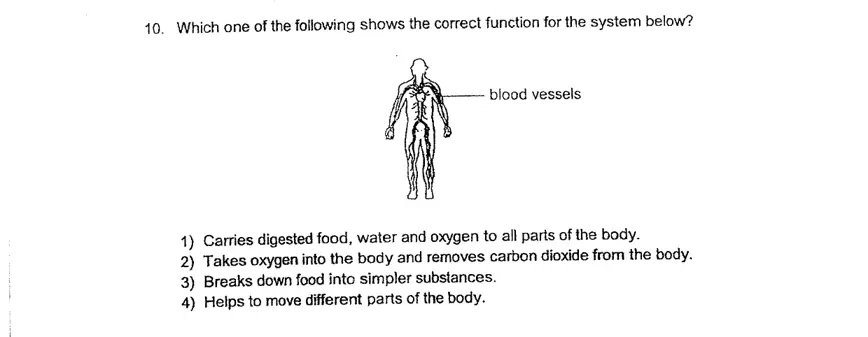 10. Which one of the following shows the correct function for the system below?
blood vessels
1) Carries digested food, water and oxygen to all parts of the body.
2) Takes oxygen into the body and removes carbon dioxide from the body.
3) Breaks down food into simpler substances.
4) Helps to move different parts of the body.